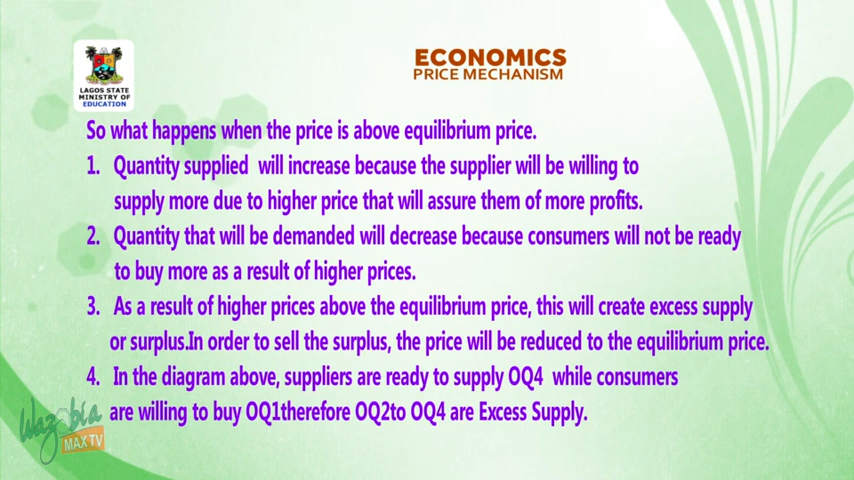 ECONOMICS
PRICE MECHANISM
LAGOS STATE
MINISTRY OF
EDUCATION
So what happens when the price is above equilibrium price.
1. Quantity supplied will increase because the supplier will be willing to
supply more due to higher price that will assure them of more profits.
2. Quantity that will be demanded will decrease because consumers will not be ready
to buy more as a result of higher prices.
3. As a result of higher prices above the equilibrium price, this will create excess supply
or surplus.In order to sell the surplus, the price will be reduced to the equilibrium price.
4. In the diagram above, suppliers are ready to supply OQ4 while consumers
are willing to buy OQ1therefore OQ2to OQ4 are Excess Supply.
Wazobia
MAX TV